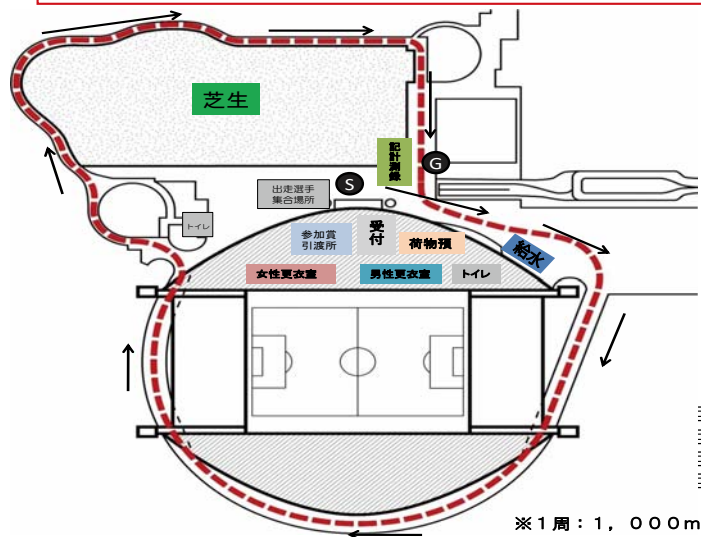 芝生
記計
録測
G
S
出走選手
集合場所
トイレ
参加賞
引渡所
受付
荷物預
給水
女性更衣室
男性更衣室
トイレ
※1周：1，000m